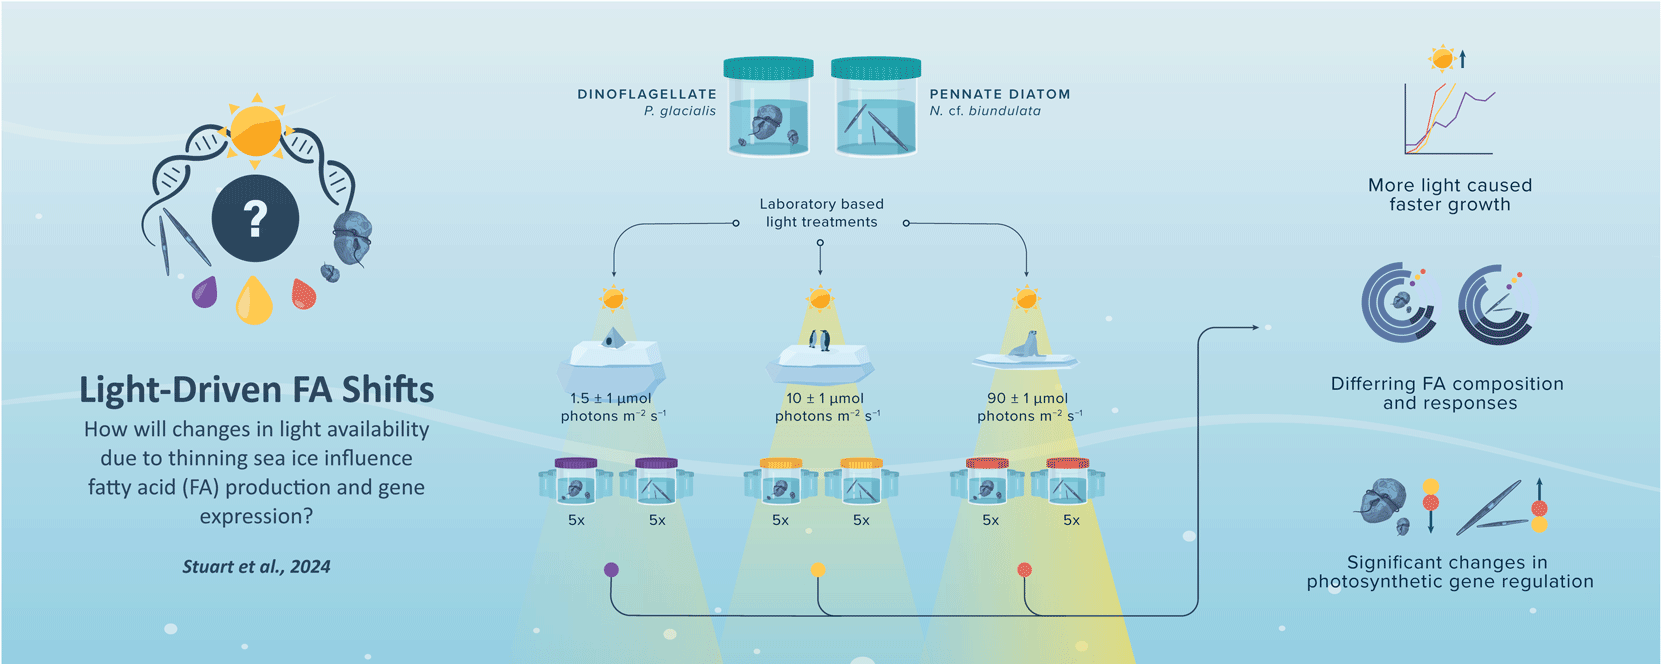 ?
Light-Driven FA Shifts
How will changes in light availability
due to thinning sea ice influence
fatty acid (FA) production and gene
expression?
Stuart et al., 2024
DINOFLAGELLATE
P. glacialis
PENNATE DIATOM
N. cf. biundulata
Laboratory based
light treatments
1.5 ± 1 µmol
photons m⁻² s⁻¹
10 ± 1 µmol
photons m⁻² s⁻¹
90 ± 1 µmol
photons m⁻² s⁻¹
5x
5x
5x
5x
5x
5x
More light caused
faster growth
Differring FA composition
and responses
Significant changes in
photosynthetic gene regulation